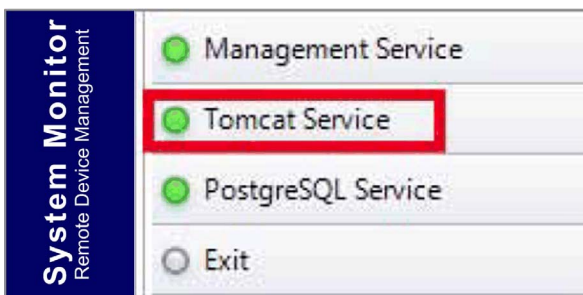 System Monitor
Remote Device Management
Management Service
Tomcat Service
PostgreSQL Service
Exit